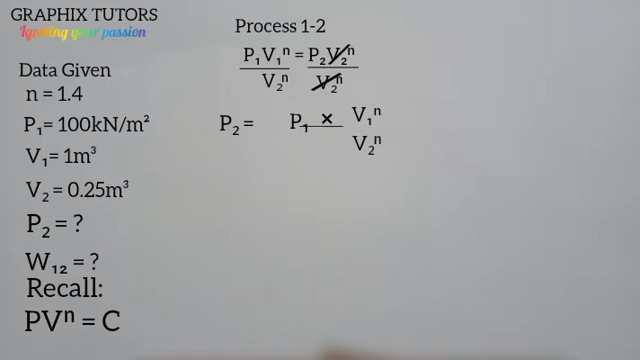 GRAPHIX TUTORS
Igniting your passion
Data Given
n = 1.4
P₁= 100kN/m²
V₁= 1m³
V₂ = 0.25m³
P₂ = ?
W₁₂ = ?
Recall:
PVⁿ = C
Process 1-2
P₁V₁ⁿ = P₂V₂ⁿ
V₂ⁿ V₂ⁿ
P₂ = P₁ × V₁ⁿ
V₂ⁿ